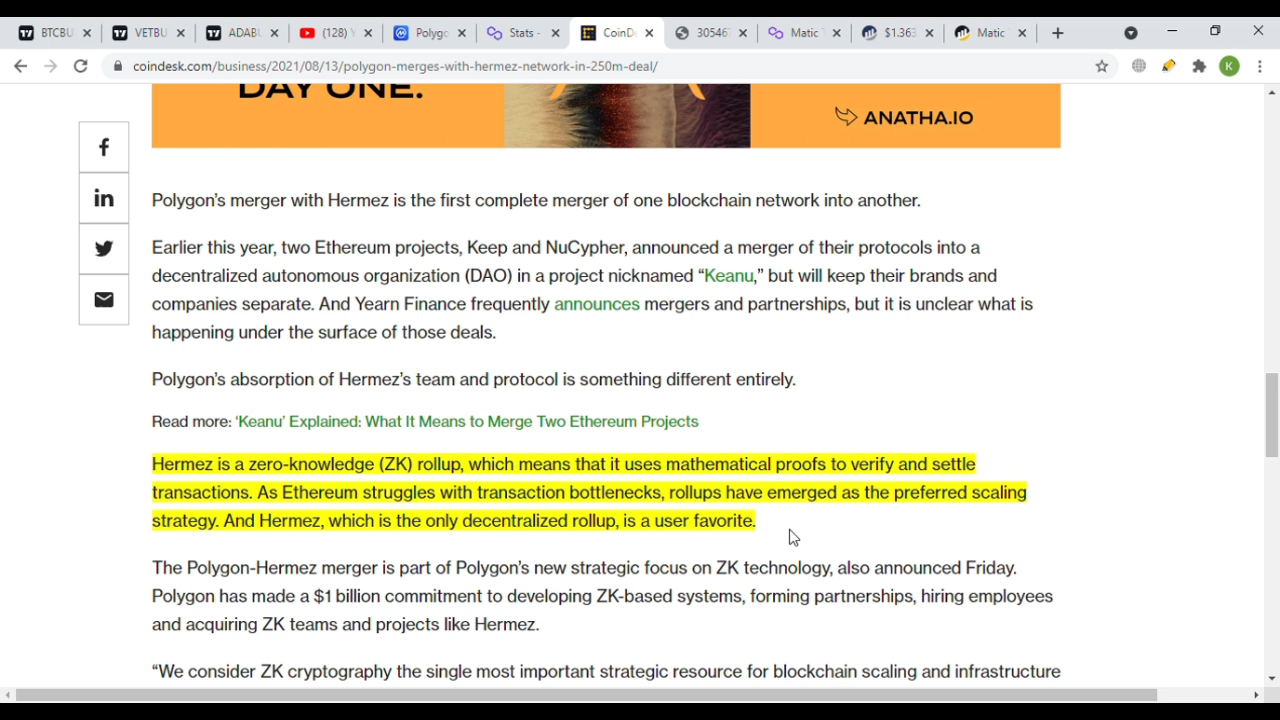 BTCBU
VETBU
ADABU
(128) Y
Polygo
Stats -
CoinD
30546
Matic
$1.363
Matic
coindesk.com/business/2021/08/13/polygon-merges-with-hermez-network-in-250m-deal/
K
DAY ONE.
ANATHA.IO
Polygon’s merger with Hermez is the first complete merger of one blockchain network into another.
Earlier this year, two Ethereum projects, Keep and NuCypher, announced a merger of their protocols into a
decentralized autonomous organization (DAO) in a project nicknamed “Keanu,” but will keep their brands and
companies separate. And Yearn Finance frequently announces mergers and partnerships, but it is unclear what is
happening under the surface of those deals.
Polygon’s absorption of Hermez’s team and protocol is something different entirely.
Read more: ‘Keanu’ Explained: What It Means to Merge Two Ethereum Projects
Hermez is a zero-knowledge (ZK) rollup, which means that it uses mathematical proofs to verify and settle
transactions. As Ethereum struggles with transaction bottlenecks, rollups have emerged as the preferred scaling
strategy. And Hermez, which is the only decentralized rollup, is a user favorite.
The Polygon-Hermez merger is part of Polygon’s new strategic focus on ZK technology, also announced Friday.
Polygon has made a $1 billion commitment to developing ZK-based systems, forming partnerships, hiring employees
and acquiring ZK teams and projects like Hermez.
“We consider ZK cryptography the single most important strategic resource for blockchain scaling and infrastructure